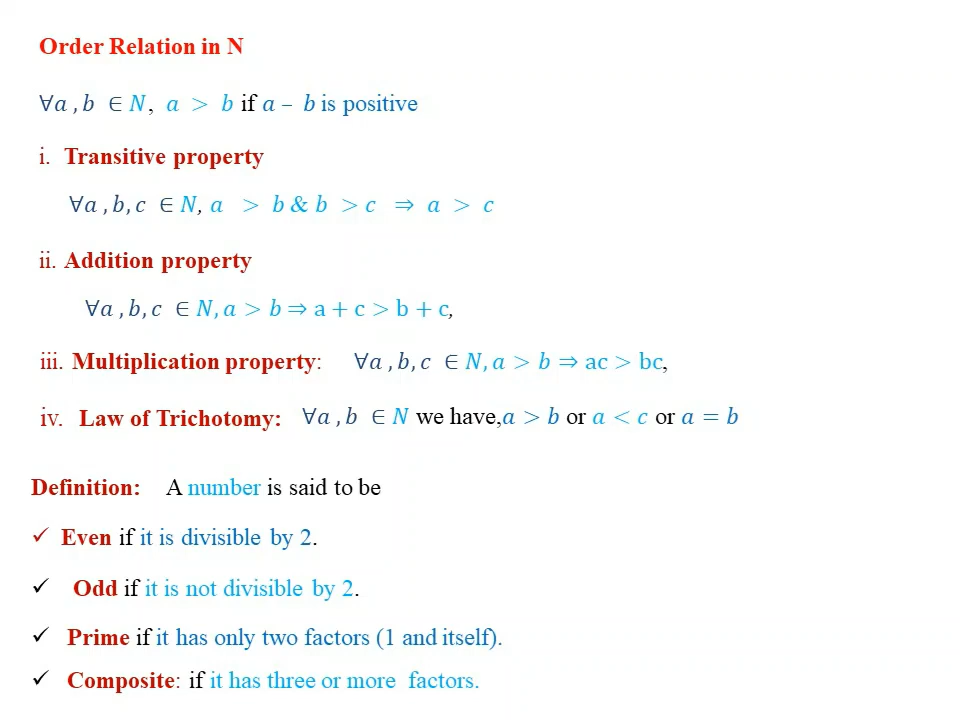 Order Relation in N
∀a , b ∈ N, a > b if a – b is positive
i. Transitive property
∀a , b, c ∈ N, a > b & b > c ⇒ a > c
ii. Addition property
∀a , b, c ∈ N, a > b ⇒ a + c > b + c,
iii. Multiplication property: ∀a , b, c ∈ N, a > b ⇒ ac > bc,
iv. Law of Trichotomy: ∀a , b ∈ N we have,a > b or a < c or a = b
Definition: A number is said to be
✓ Even if it is divisible by 2.
✓ Odd if it is not divisible by 2.
✓ Prime if it has only two factors (1 and itself).
✓ Composite: if it has three or more factors.